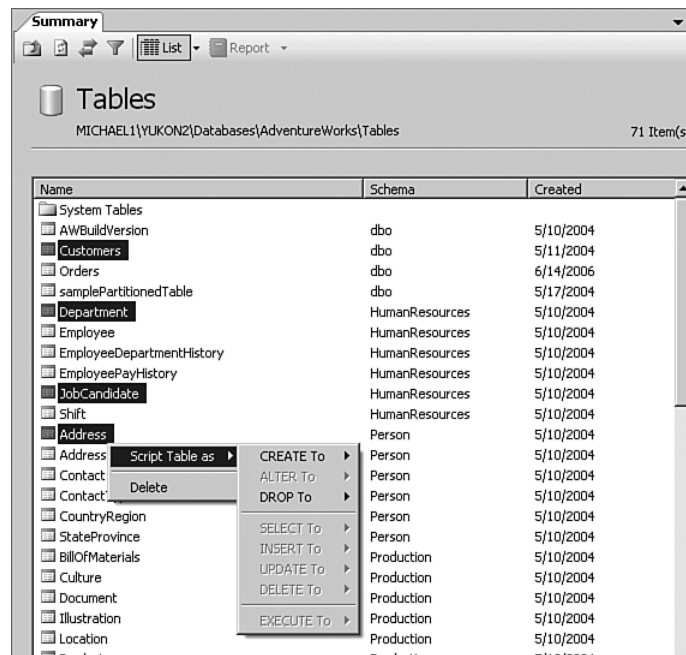 Summary
List Report
Tables
MICHAEL1\YUKON2\Databases\AdventureWorks\Tables 71 Item(s
Name Schema Created
System Tables
AWBuildVersion dbo 5/10/2004
Customers dbo 5/11/2004
Orders dbo 6/14/2006
samplePartitionedTable dbo 5/17/2004
Department HumanResources 5/10/2004
Employee HumanResources 5/10/2004
EmployeeDepartmentHistory HumanResources 5/10/2004
EmployeePayHistory HumanResources 5/10/2004
JobCandidate HumanResources 5/10/2004
Shift HumanResources 5/10/2004
Address Person 5/10/2004
Address Script Table as CREATE To Person 5/10/2004
Contact ALTER To Person 5/10/2004
Delete DROP To Person 5/10/2004
CountryRegion Person 5/10/2004
SELECT To
StateProvince INSERT To Person 5/10/2004
BillOfMaterials Production 5/10/2004
UPDATE To
Culture Production 5/10/2004
DELETE To
Document Production 5/10/2004
Illustration EXECUTE To Production 5/10/2004
Location Production 5/10/2004